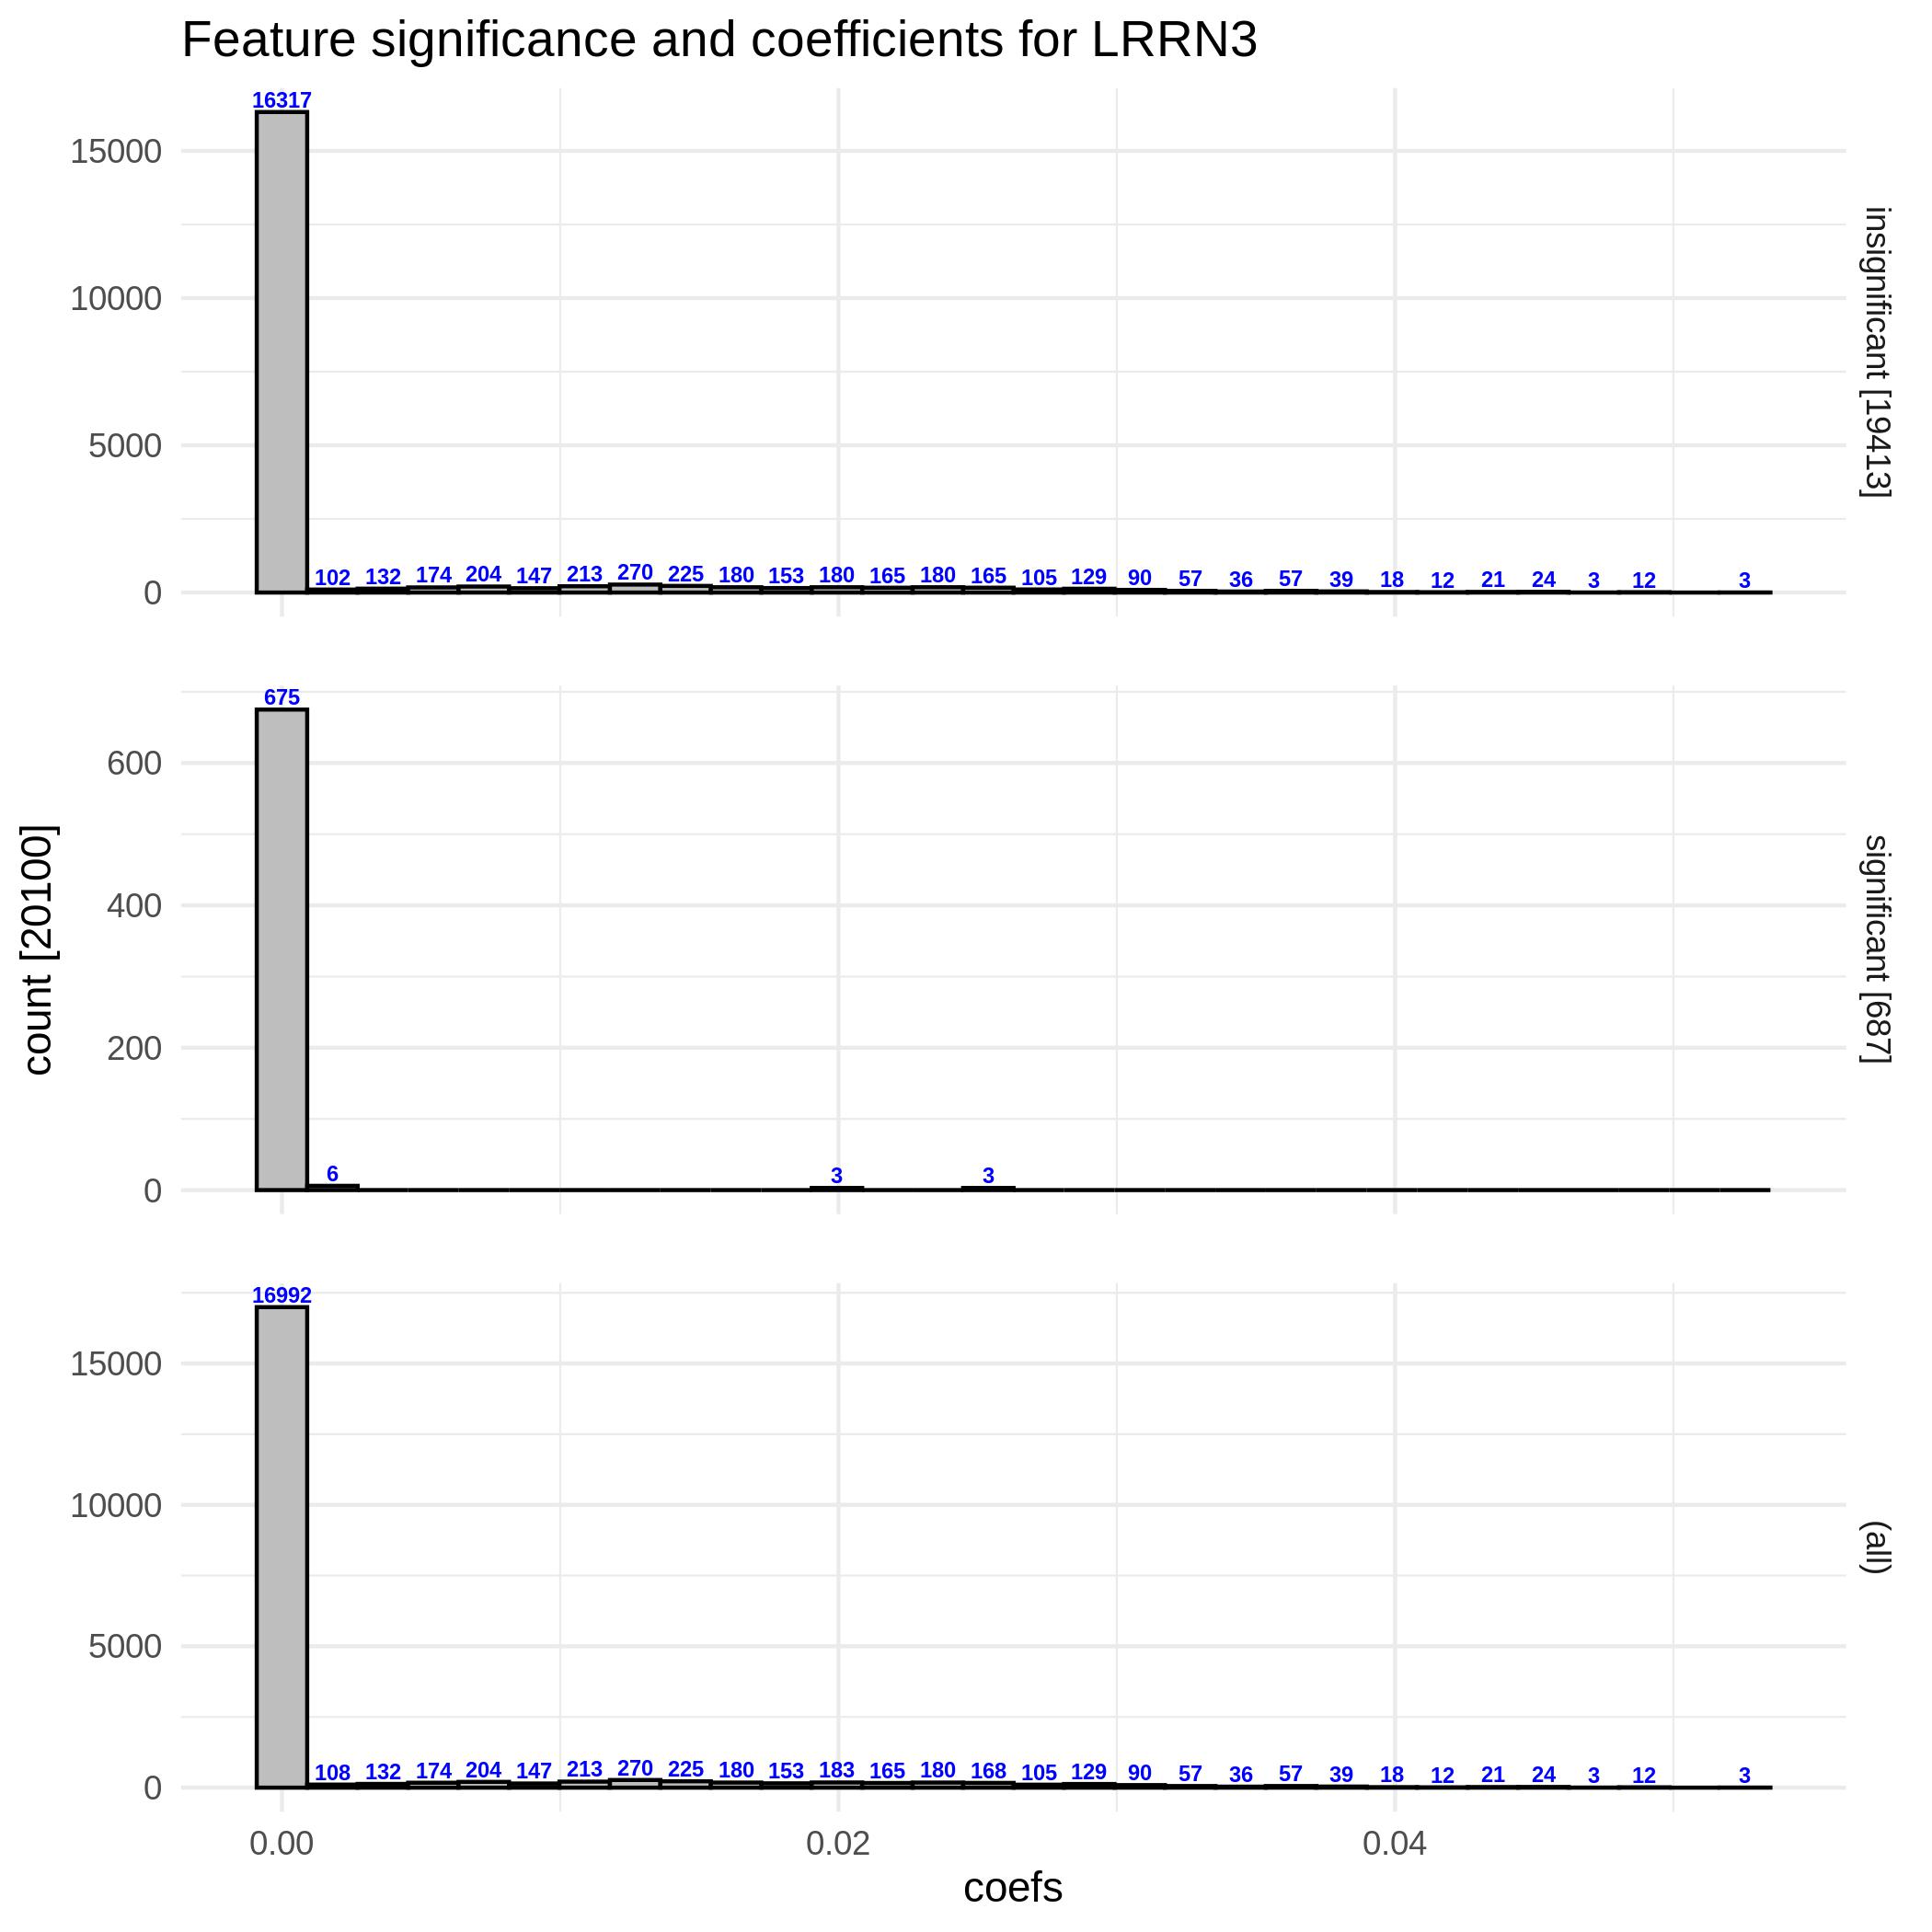 Feature significance and coefficients for LRRN3
16317
15000
10000
5000
0
102 132 174 204 147 213 270 225 180 153 180 165 180 165 105 129 90 57 36 57 39 18 12 21 24 3 12 3
insignificant [19413]
count [20100]
675
600
400
200
0
6 3 3
significant [687]
16992
15000
10000
5000
0
108 132 174 204 147 213 270 225 180 153 183 165 180 168 105 129 90 57 36 57 39 18 12 21 24 3 12 3
(all)
0.00 0.02 0.04
coefs